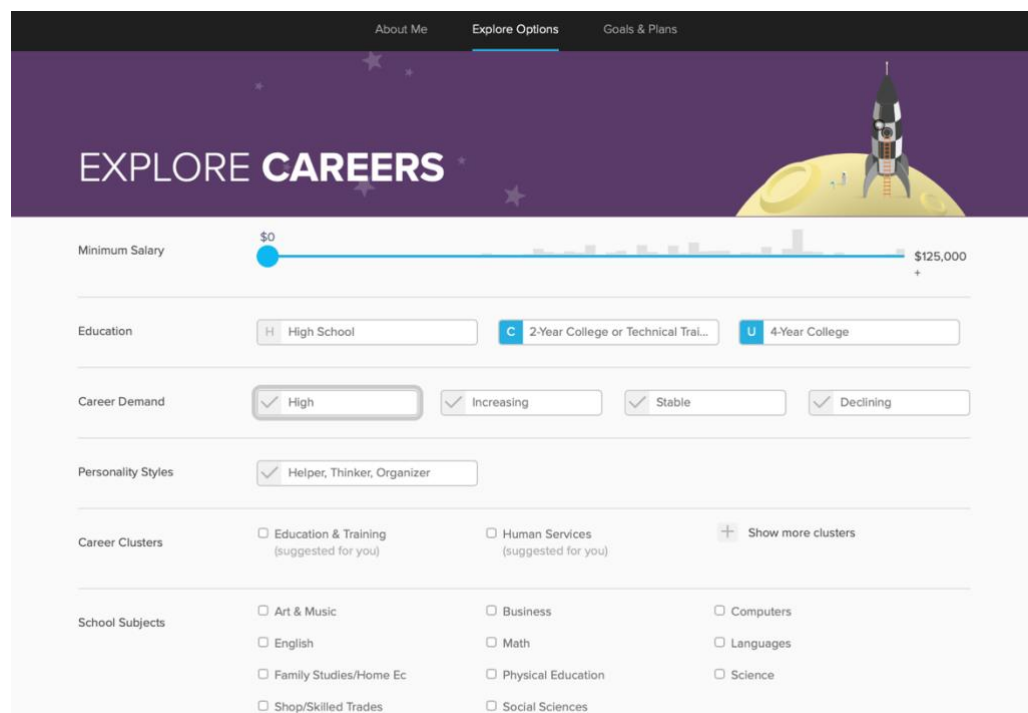 About Me Explore Options Goals & Plans
EXPLORE CAREERS
Minimum Salary $0 $125,000
+
Education H High School C 2-Year College or Technical Trai... U 4-Year College
Career Demand High Increasing Stable Declining
Personality Styles Helper, Thinker, Organizer
Career Clusters Education & Training Human Services Show more clusters
(suggested for you) (suggested for you)
School Subjects Art & Music Business Computers
English Math Languages
Family Studies/Home Ec Physical Education Science
Shop/Skilled Trades Social Sciences